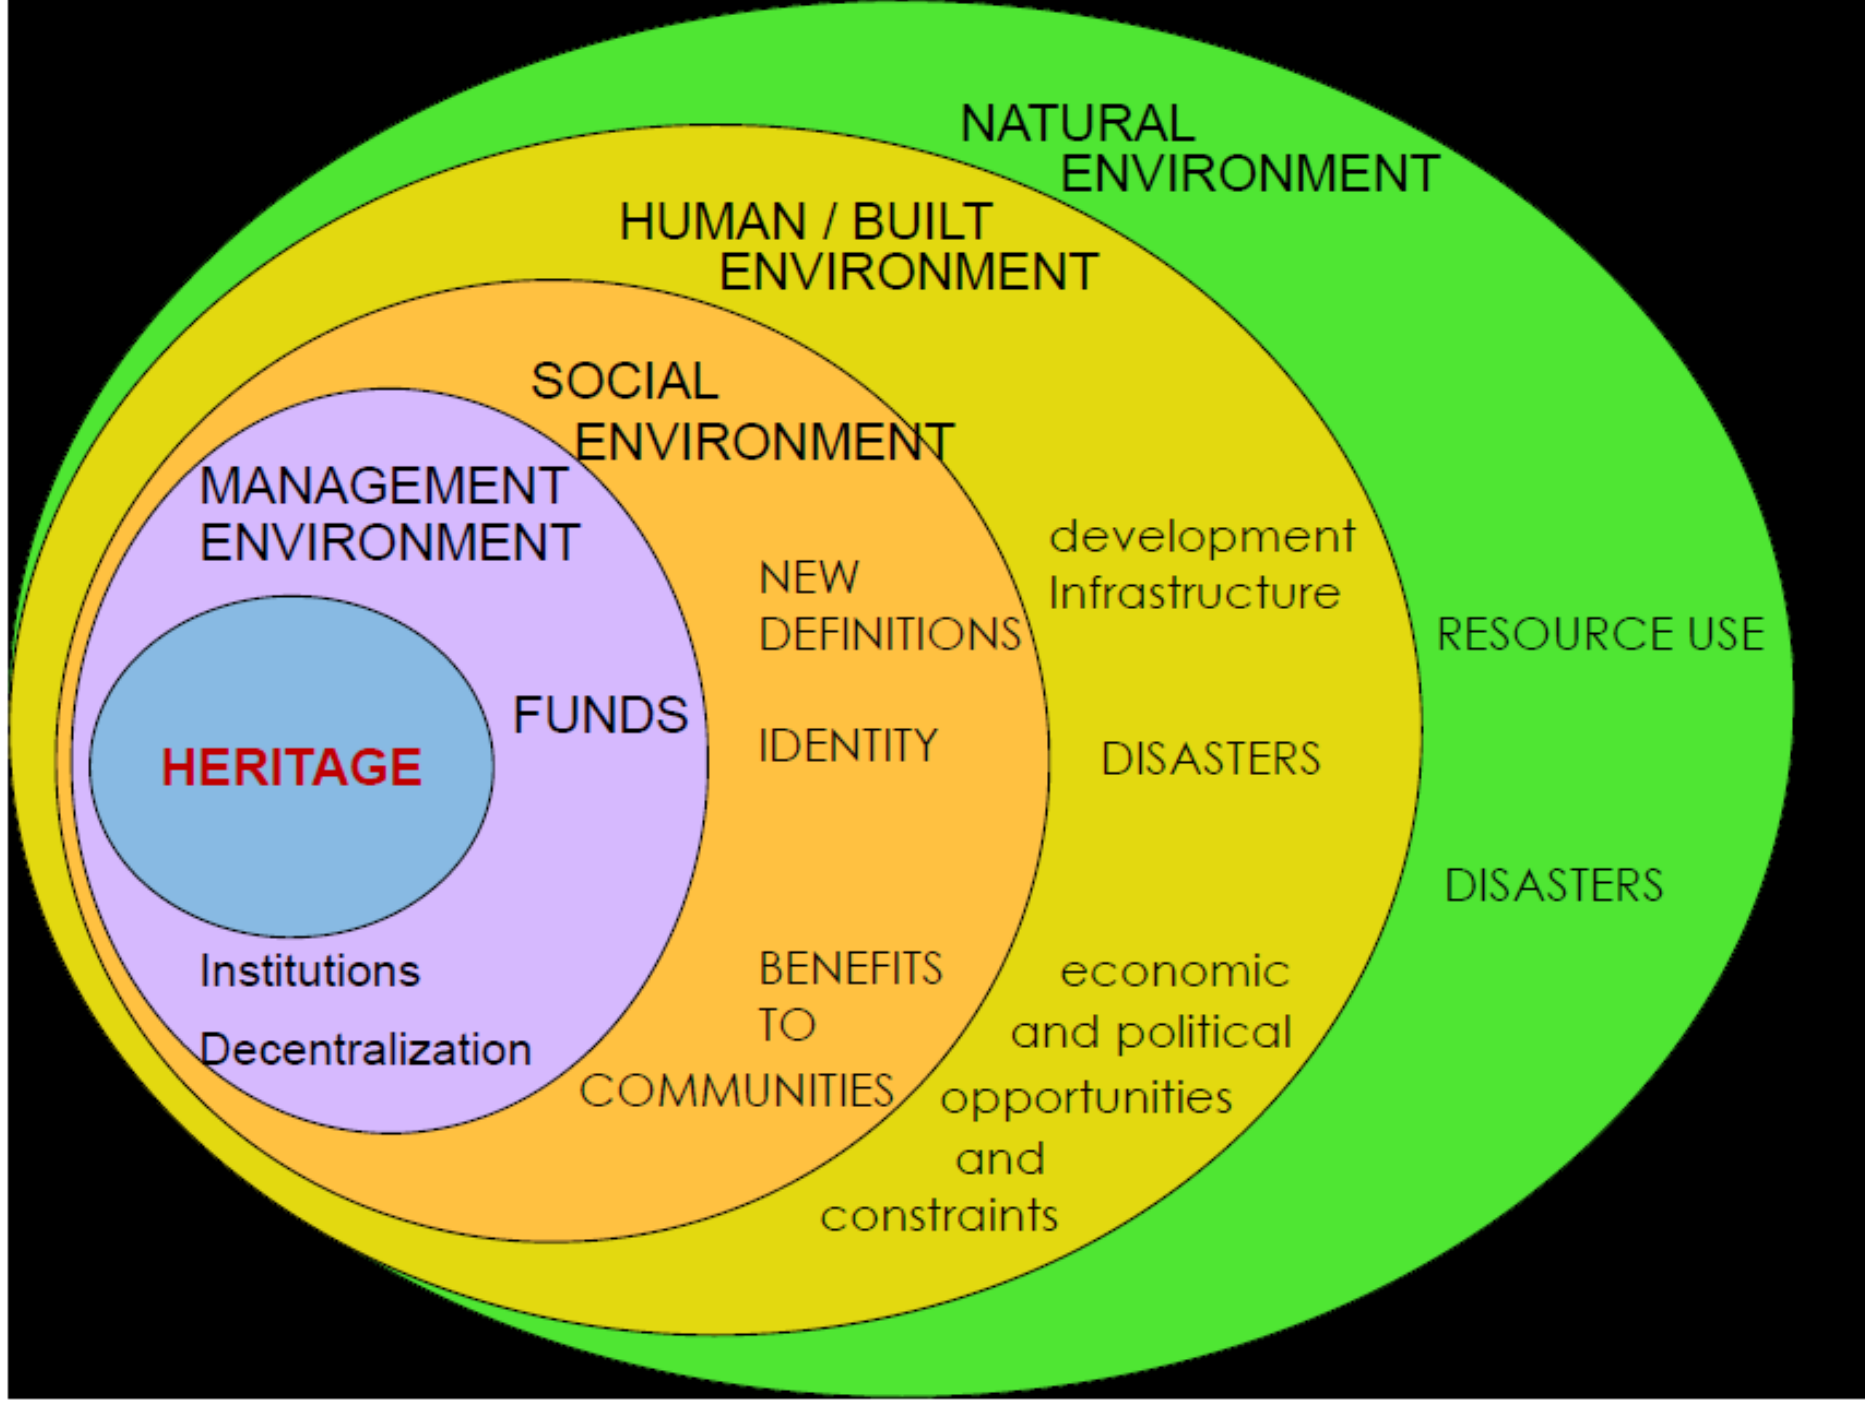 NATURAL
ENVIRONMENT
HUMAN / BUILT
ENVIRONMENT
SOCIAL
ENVIRONMENT
MANAGEMENT
ENVIRONMENT
HERITAGE
FUNDS
Institutions
Decentralization
NEW
DEFINITIONS
IDENTITY
BENEFITS
TO
COMMUNITIES
development
Infrastructure
DISASTERS
economic
and political
opportunities
and
constraints
RESOURCE USE
DISASTERS